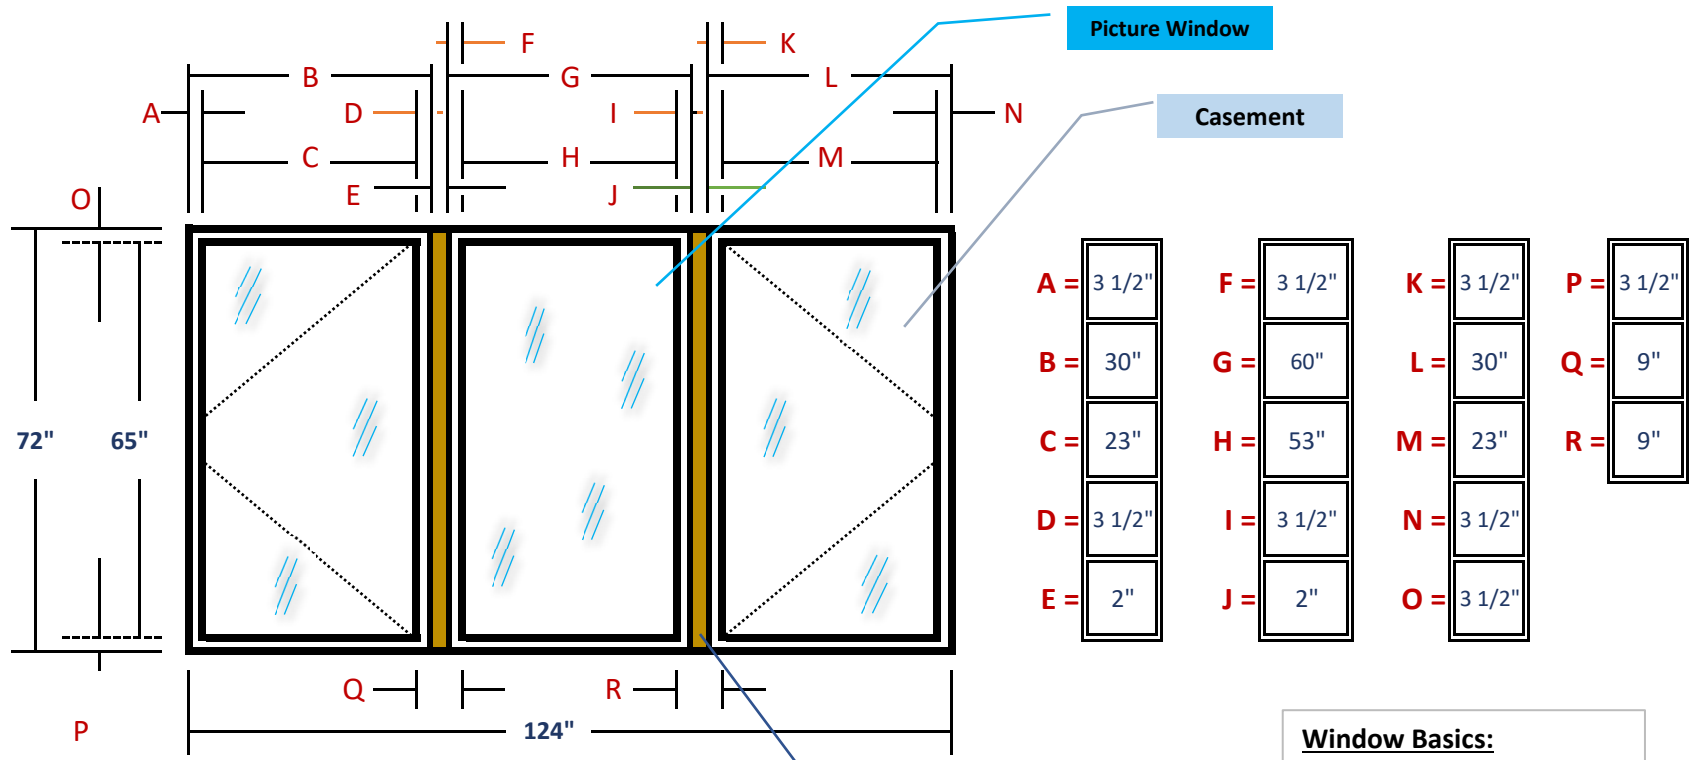 F
K
Picture Window
B
G
L
A
D
I
N
Casement
C
H
M
O
E
J
A = 3 1/2" F = 3 1/2" K = 3 1/2" P = 3 1/2"
B = 30" G = 60" L = 30" Q = 9"
72" 65" C = 23" H = 53" M = 23" R = 9"
D = 3 1/2" I = 3 1/2" N = 3 1/2"
E = 2" J = 2" O = 3 1/2"
Q
R
P
124"
Window Basics: